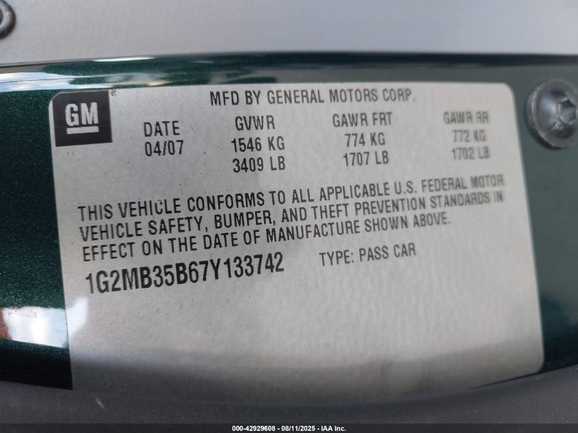 MFD BY GENERAL MOTORS CORP.
GM
DATE GVWR GAWR FRT GAWR RR
04/07 1546 KG 774 KG 772 KG
3409 LB 1707 LB 1702 LB
THIS VEHICLE CONFORMS TO ALL APPLICABLE U.S. FEDERAL MOTOR
VEHICLE SAFETY, BUMPER, AND THEFT PREVENTION STANDARDS IN
EFFECT ON THE DATE OF MANUFACTURE SHOWN ABOVE.
1G2MB35B67Y133742 TYPE: PASS CAR
000-42929608 - 08/11/2025 - IAA Inc.